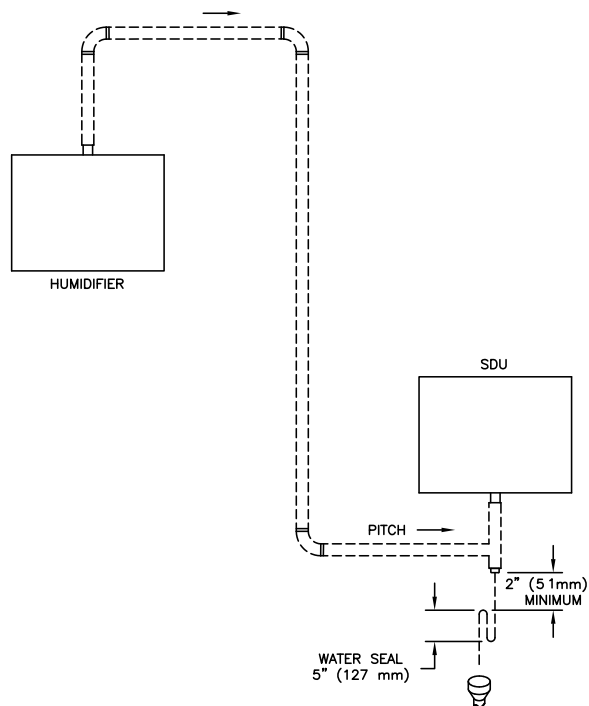 HUMIDIFIER
SDU
PITCH
2” (51mm)
MINIMUM
WATER SEAL
5” (127 mm)